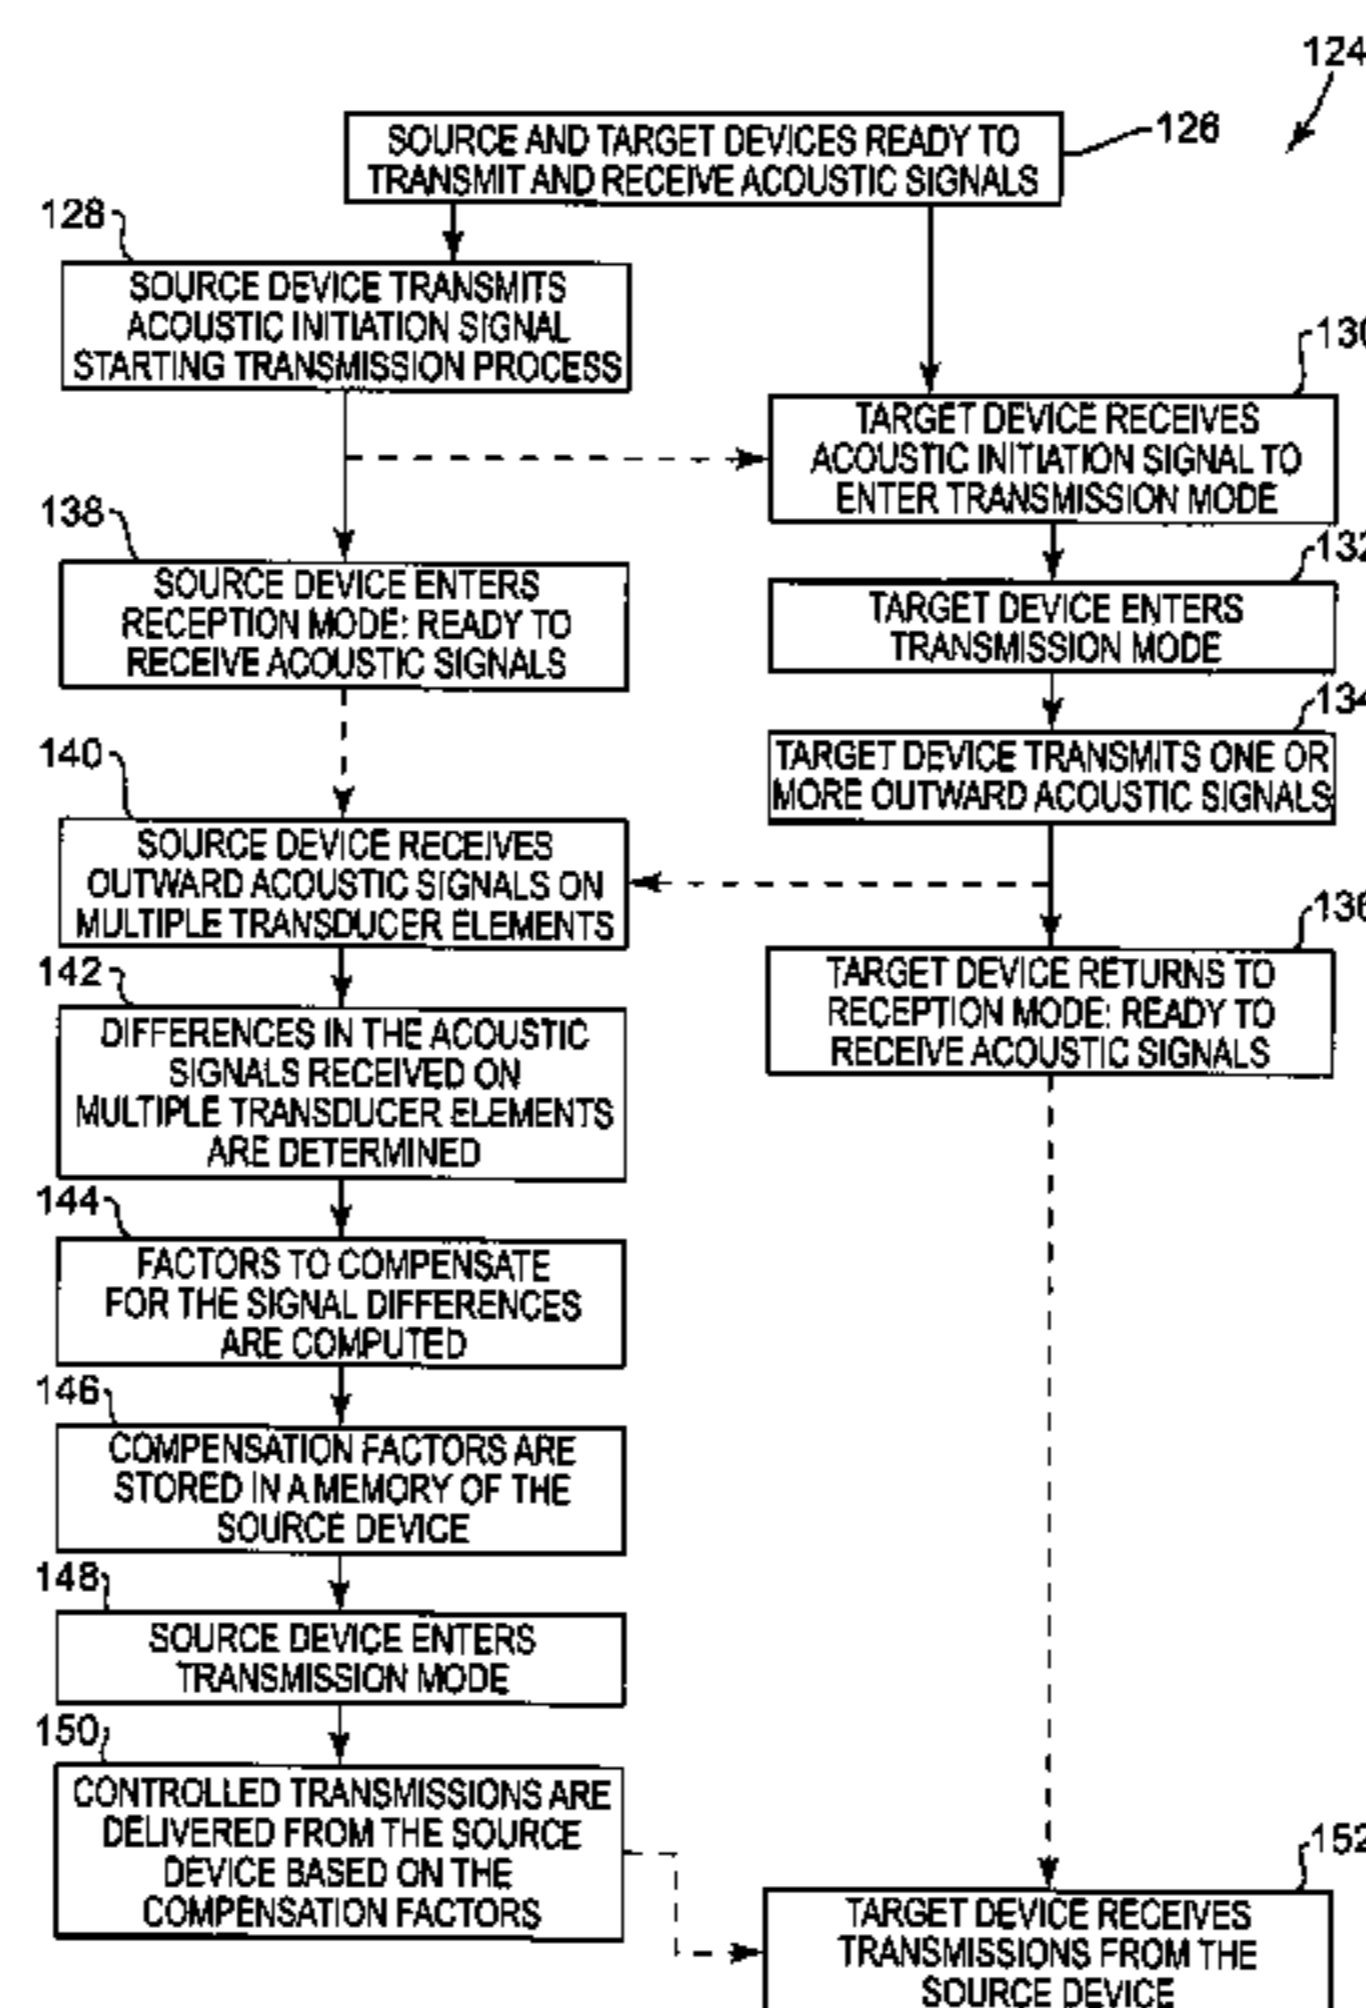 124
SOURCE AND TARGET DEVICES READY TO
TRANSMIT AND RECEIVE ACOUSTIC SIGNALS
126
128
SOURCE DEVICE TRANSMITS
ACOUSTIC INITIATION SIGNAL
STARTING TRANSMISSION PROCESS
130
TARGET DEVICE RECEIVES
ACOUSTIC INITIATION SIGNAL TO
ENTER TRANSMISSION MODE
138
SOURCE DEVICE ENTERS
RECEPTION MODE: READY TO
RECEIVE ACOUSTIC SIGNALS
132
TARGET DEVICE ENTERS
TRANSMISSION MODE
134
TARGET DEVICE TRANSMITS ONE OR
MORE OUTWARD ACOUSTIC SIGNALS
140
SOURCE DEVICE RECEIVES
OUTWARD ACOUSTIC SIGNALS ON
MULTIPLE TRANSDUCER ELEMENTS
136
TARGET DEVICE RETURNS TO
RECEPTION MODE: READY TO
RECEIVE ACOUSTIC SIGNALS
142
DIFFERENCES IN THE ACOUSTIC
SIGNALS RECEIVED ON
MULTIPLE TRANSDUCER ELEMENTS
ARE DETERMINED
144
FACTORS TO COMPENSATE
FOR THE SIGNAL DIFFERENCES
ARE COMPUTED
146
COMPENSATION FACTORS ARE
STORED IN A MEMORY OF THE
SOURCE DEVICE
148
SOURCE DEVICE ENTERS
TRANSMISSION MODE
150
CONTROLLED TRANSMISSIONS ARE
DELIVERED FROM THE SOURCE
DEVICE BASED ON THE
COMPENSATION FACTORS
152
TARGET DEVICE RECEIVES
TRANSMISSIONS FROM THE
SOURCE DEVICE